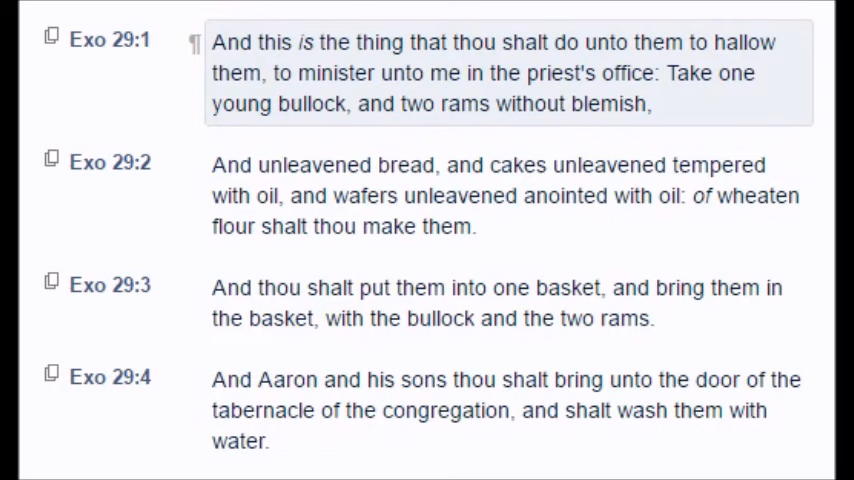 Exo 29:1 ¶ And this is the thing that thou shalt do unto them to hallow
them, to minister unto me in the priest's office: Take one
young bullock, and two rams without blemish,
Exo 29:2 And unleavened bread, and cakes unleavened tempered
with oil, and wafers unleavened anointed with oil: of wheaten
flour shalt thou make them.
Exo 29:3 And thou shalt put them into one basket, and bring them in
the basket, with the bullock and the two rams.
Exo 29:4 And Aaron and his sons thou shalt bring unto the door of the
tabernacle of the congregation, and shalt wash them with
water.